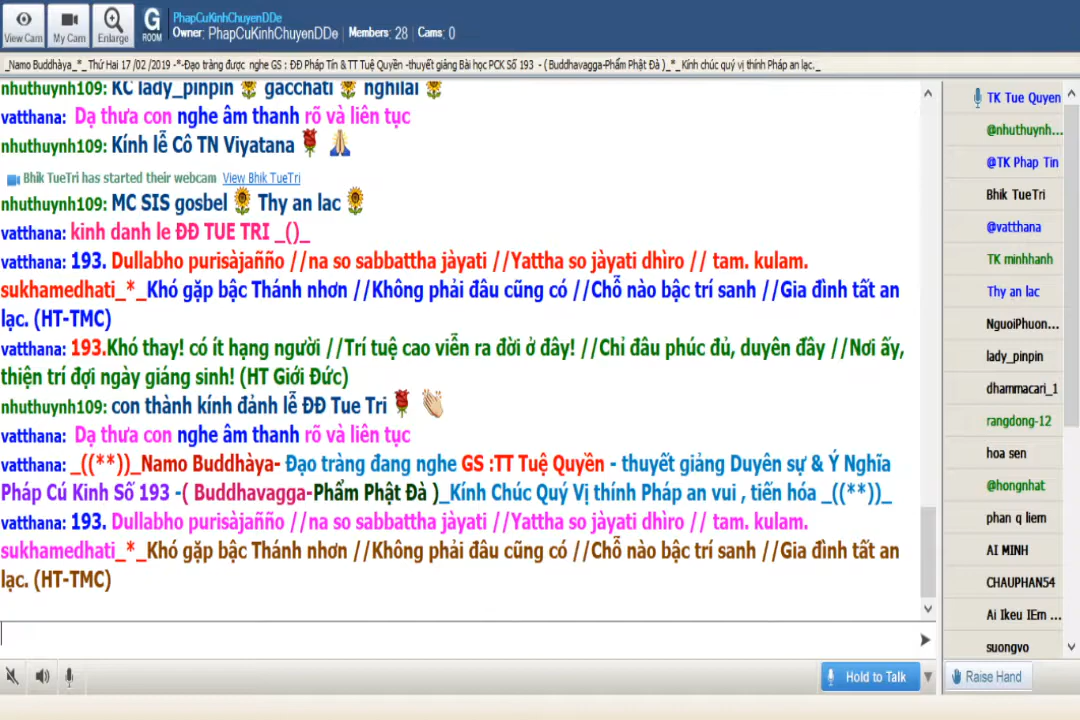 PhapCuKinhChuyenDDe
Owner: PhapCuKinhChuyenDDe | Members: 28 | Cams: 0
View Cam My Cam Enlarge G ROOM
_Namo Buddhàya_*_ Thứ Hai 17 /02 /2019 -*-Đạo tràng được nghe GS : ĐĐ Pháp Tín & TT Tuệ Quyền -thuyết giảng Bài học PCK Số 193 - ( Buddhavagga-Phẩm Phật Đà )_*_ Kính chúc quý vị thính Pháp an lạc._
nhuthuynh109: KC lady_pinpin 🌻 gacchati 🌻 nghilai 🌻
vatthana: Dạ thưa con nghe âm thanh rõ và liên tục
nhuthuynh109: Kính lễ Cô TN Viyatana 🌹 🙏
Bhik TueTri has started their webcam View Bhik TueTri
nhuthuynh109: MC SIS gosbel 🌻 Thy an lac 🌻
vatthana: kinh danh le ĐĐ TUE TRI _()_
vatthana: 193. Dullabho purisàjañño //na so sabbattha jàyati //Yattha so jàyati dhìro // tam. kulam.
sukhamedhati_*_Khó gặp bậc Thánh nhơn //Không phải đâu cũng có //Chỗ nào bậc trí sanh //Gia đình tất an
lạc. (HT-TMC)
vatthana: 193.Khó thay! có ít hạng người //Trí tuệ cao viễn ra đời ở đây! //Chỉ đâu phúc đủ, duyên đầy //Nơi ấy,
thiện trí đợi ngày giáng sinh! (HT Giới Đức)
nhuthuynh109: con thành kính đảnh lễ ĐĐ Tue Tri 🌹 👏
vatthana: Dạ thưa con nghe âm thanh rõ và liên tục
vatthana: _((**))_Namo Buddhàya- Đạo tràng đang nghe GS :TT Tuệ Quyền - thuyết giảng Duyên sự & Ý Nghĩa
Pháp Cú Kinh Số 193 -( Buddhavagga-Phẩm Phật Đà )_Kính Chúc Quý Vị thính Pháp an vui , tiến hóa _((**))_
vatthana: 193. Dullabho purisàjañño //na so sabbattha jàyati //Yattha so jàyati dhìro // tam. kulam.
sukhamedhati_*_Khó gặp bậc Thánh nhơn //Không phải đâu cũng có //Chỗ nào bậc trí sanh //Gia đình tất an
lạc. (HT-TMC)
Hold to Talk
TK Tue Quyen
@nhuthuynh...
@TK Phap Tin
Bhik TueTri
@vatthana
TK minhhanh
Thy an lac
NguoiPhuon...
lady_pinpin
dhammacari_1
rangdong-12
hoa sen
@hongnhat
phan q liem
AI MINH
CHAUPHAN54
Ai Ikeu IEm ...
suongvo
Raise Hand